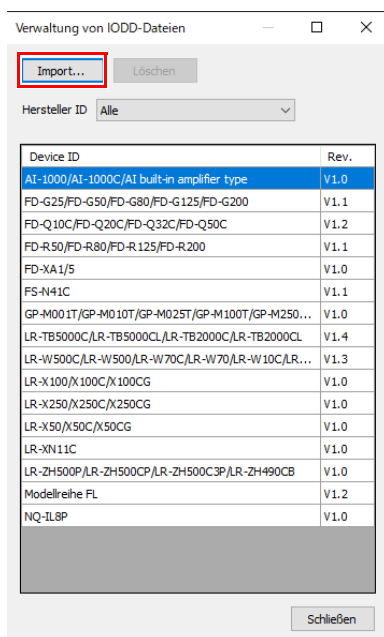 Verwaltung von IODD-Dateien
Import...
Löschen
Hersteller ID Alle
Device ID Rev.
AI-1000/AI-1000C/AI built-in amplifier type V1.0
FD-G25/FD-G50/FD-G80/FD-G125/FD-G200 V1.1
FD-Q10C/FD-Q20C/FD-Q32C/FD-Q50C V1.2
FD-R50/FD-R80/FD-R125/FD-R200 V1.1
FD-XA1/5 V1.0
FS-N41C V1.1
GP-M001T/GP-M010T/GP-M025T/GP-M100T/GP-M250... V1.0
LR-TB5000C/LR-TB5000CL/LR-TB2000C/LR-TB2000CL V1.4
LR-W500C/LR-W500/LR-W70C/LR-W70/LR-W10C/LR... V1.3
LR-X100/X100C/X100CG V1.0
LR-X250/X250C/X250CG V1.0
LR-X50/X50C/X50CG V1.0
LR-XN11C V1.0
LR-ZH500P/LR-ZH500CP/LR-ZH500C3P/LR-ZH490CB V1.0
Modellreihe FL V1.2
NQ-IL8P V1.0
Schließen